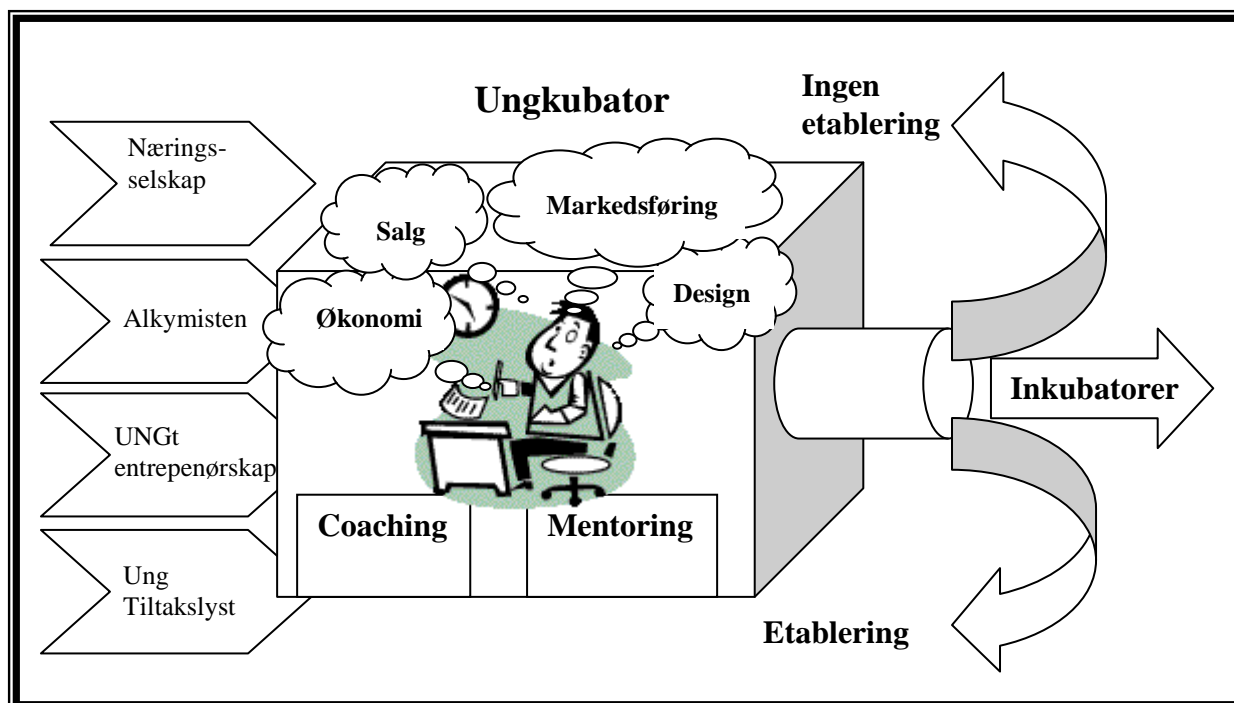 Ungkubator
Ingen
etablering
Nærings-
selskap
Alkymisten
UNGt
entrepenørskap
Ung
Tiltakslyst
Salg
Markedsføring
Økonomi
Design
Coaching
Mentoring
Inkubatorer
Etablering